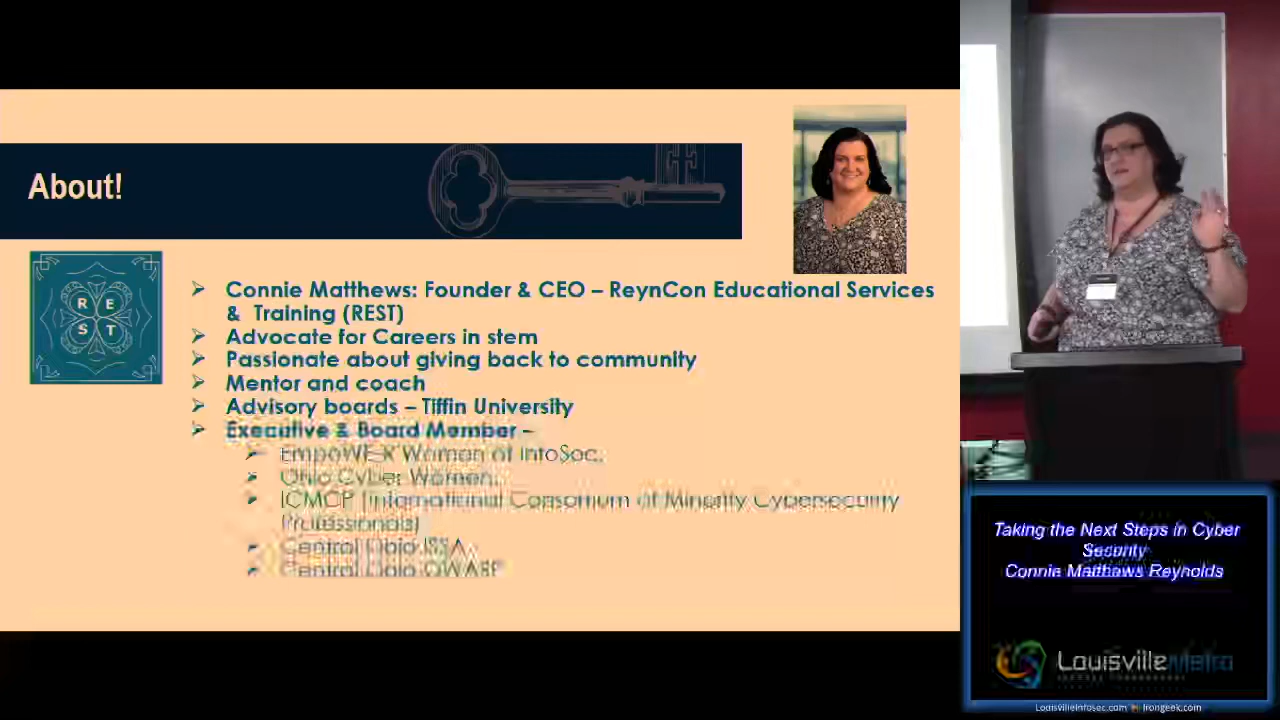 About!
R E
S T
Connie Matthews: Founder & CEO – ReynCon Educational Services
& Training (REST)
Advocate for Careers in stem
Passionate about giving back to community
Mentor and coach
Advisory boards – Tiffin University
Executive & Board Member –
EmpoWE-R Women of InfoSec,
Ohio Cyber Women,
ICMCP (International Consortium of Minority Cybersecurity
Professionals)
Central Ohio ISSA,
Central Ohio OWASP
Taking the Next Steps in Cyber
Security
Connie Matthews Reynolds
Louisville Metro
LouisvilleInfosec.com
Irongeek.com